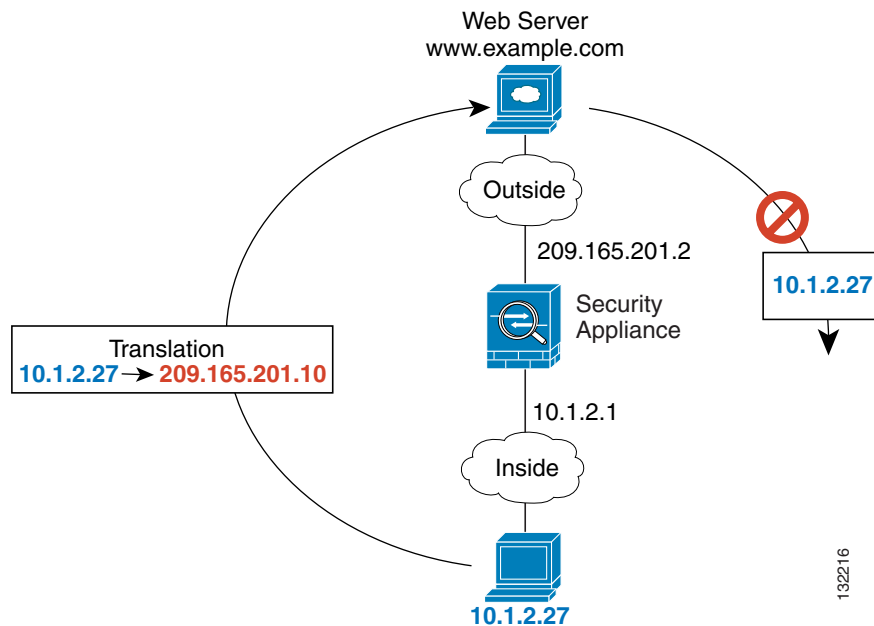 Web Server
www.example.com
Outside
209.165.201.2
10.1.2.27
Security
Appliance
Translation
10.1.2.27 209.165.201.10
10.1.2.1
Inside
10.1.2.27
132216